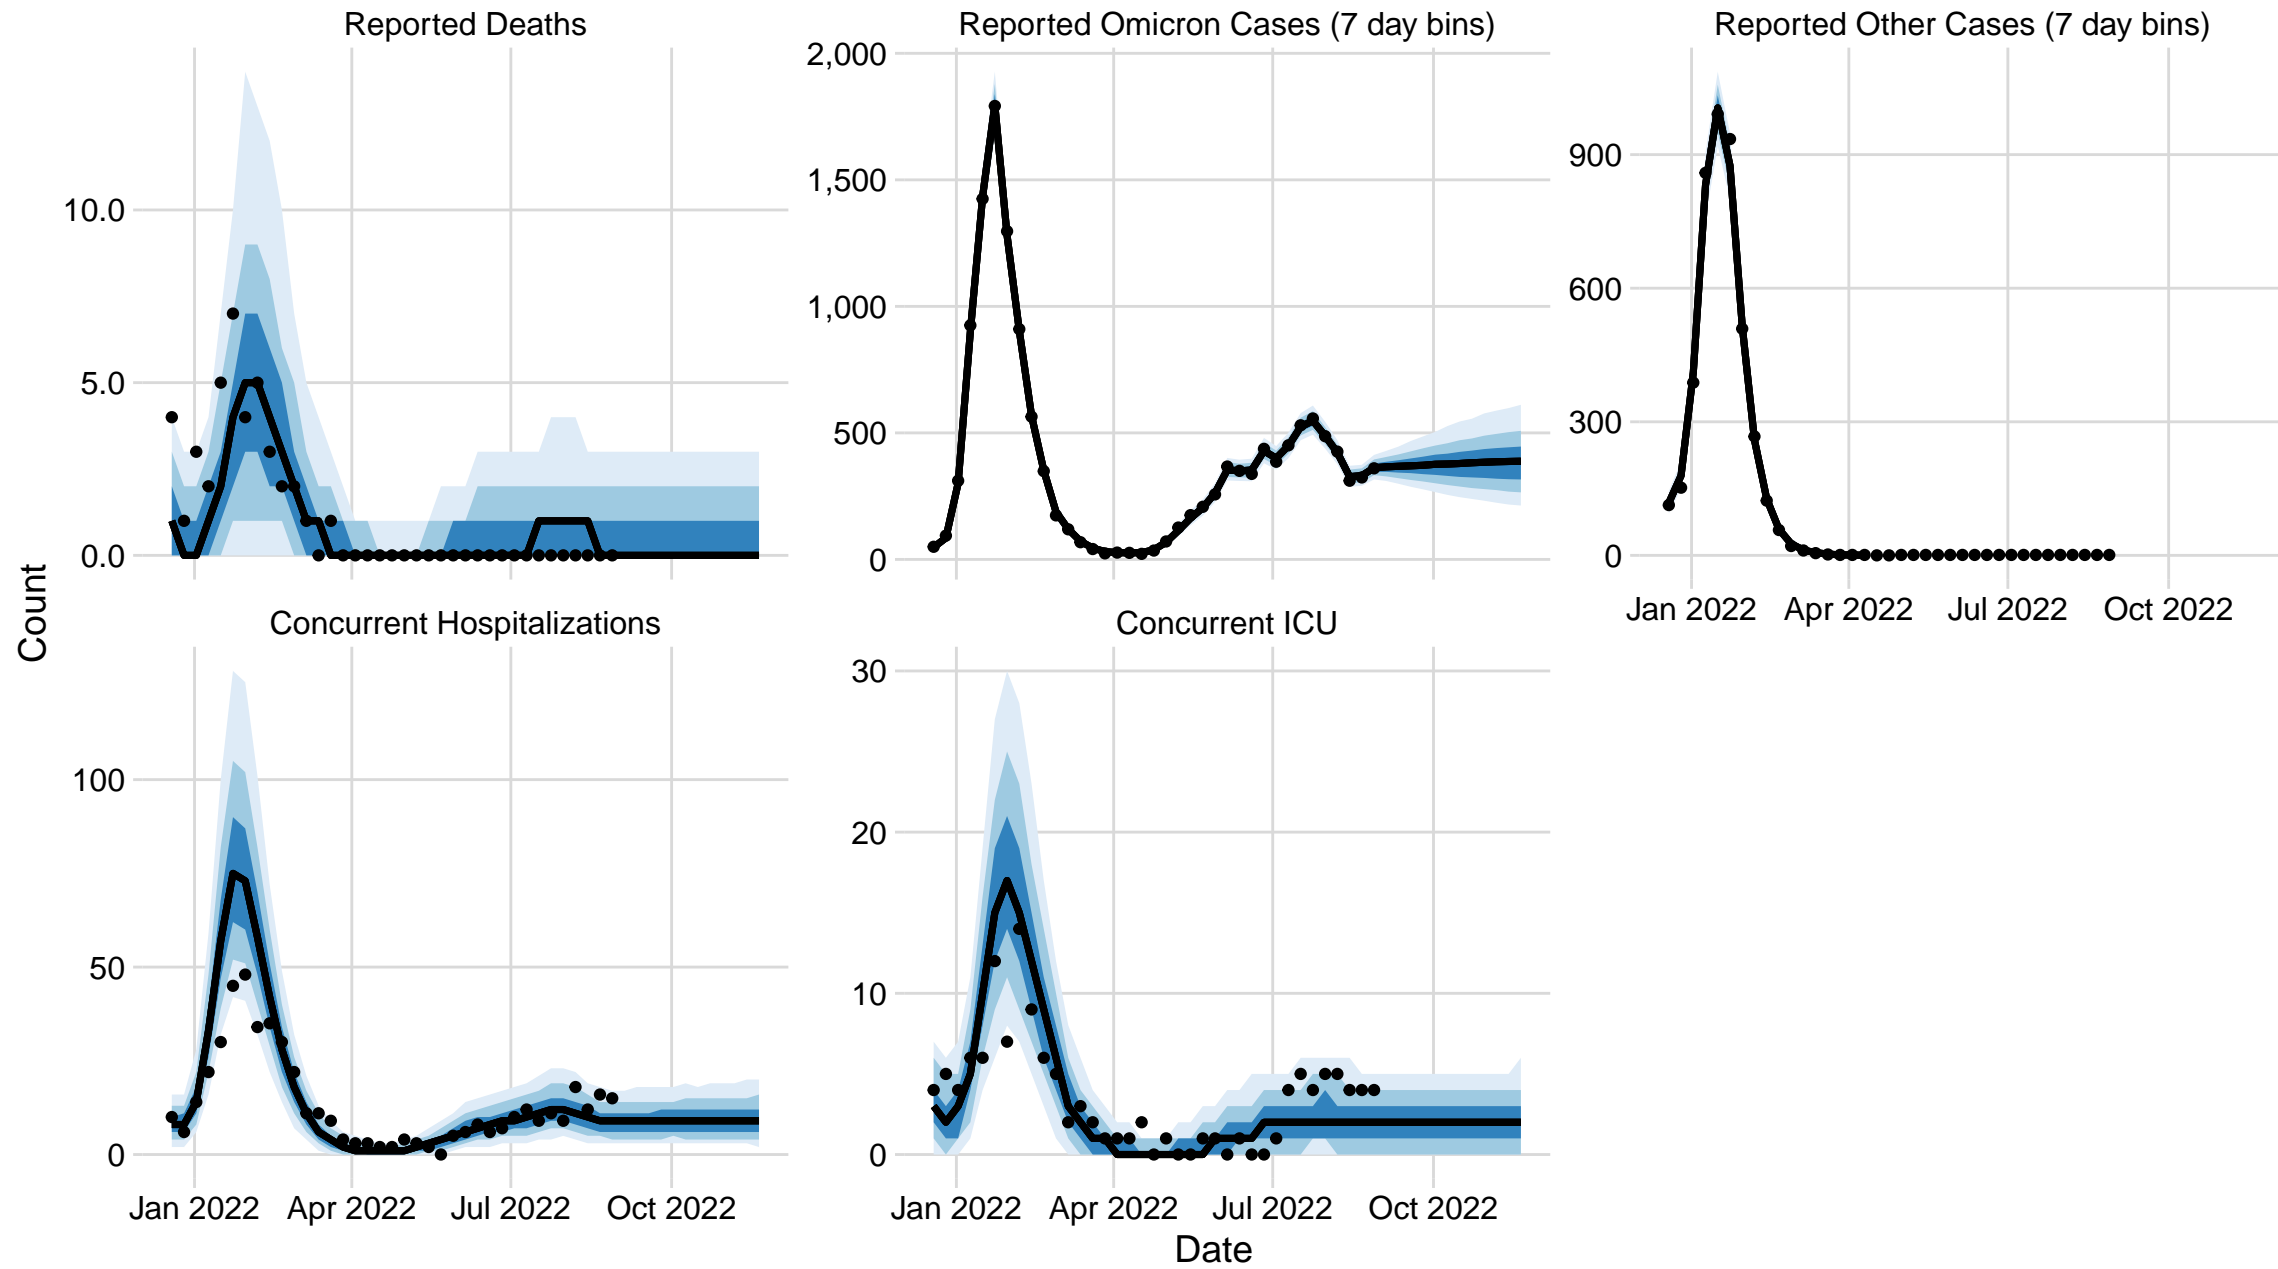 Reported Deaths
Reported Omicron Cases (7 day bins)
Reported Other Cases (7 day bins)
10.0
5.0
0.0
2,000
1,500
1,000
500
0
900
600
300
0
Jan 2022 Apr 2022 Jul 2022 Oct 2022
Count
Concurrent Hospitalizations
Concurrent ICU
100
50
0
30
20
10
0
Jan 2022 Apr 2022 Jul 2022 Oct 2022
Jan 2022 Apr 2022 Jul 2022 Oct 2022
Date